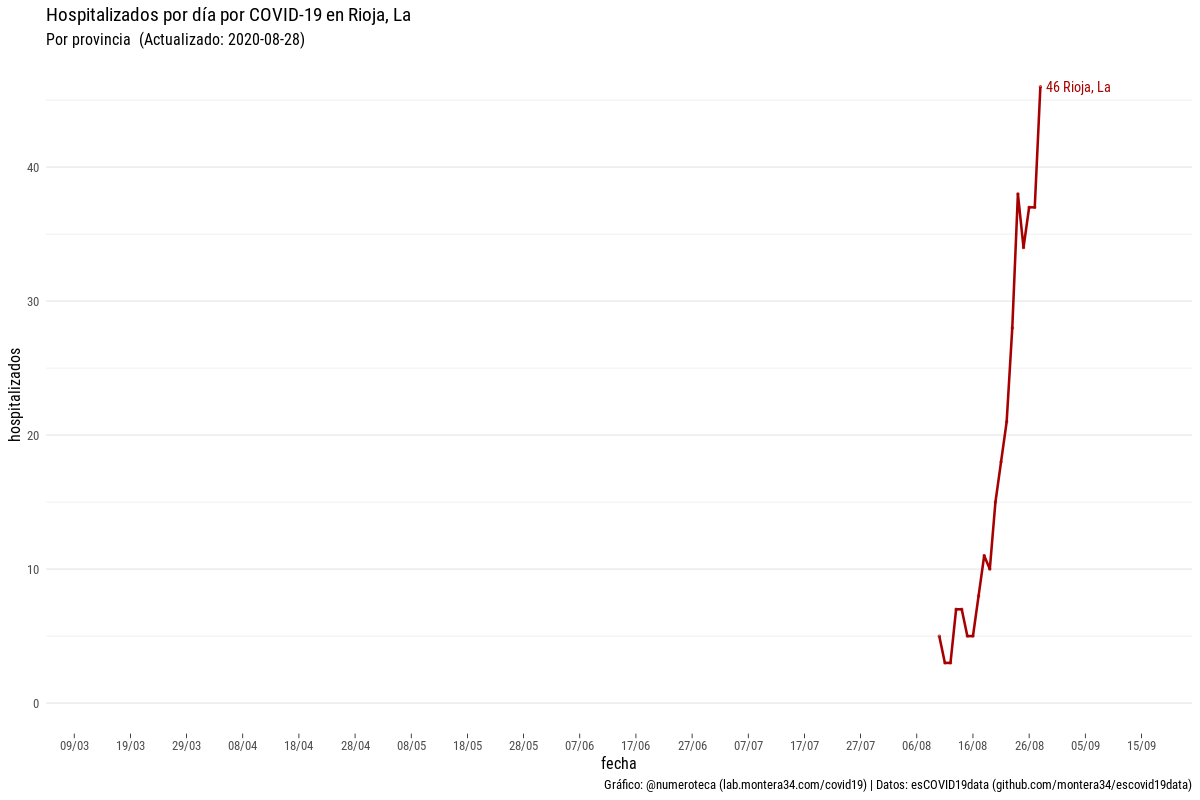 Hospitalizados por día por COVID-19 en Rioja, La
Por provincia (Actualizado: 2020-08-28)
46 Rioja, La
40
30
20
10
0
hospitalizados
09/03 19/03 29/03 08/04 18/04 28/04 08/05 18/05 28/05 07/06 17/06 27/06 07/07 17/07 27/07 06/08 16/08 26/08 05/09 15/09
fecha
Gráfico: @numeroteca (lab.montera34.com/covid19) | Datos: esCOVID19data (github.com/montera34/escovid19data)